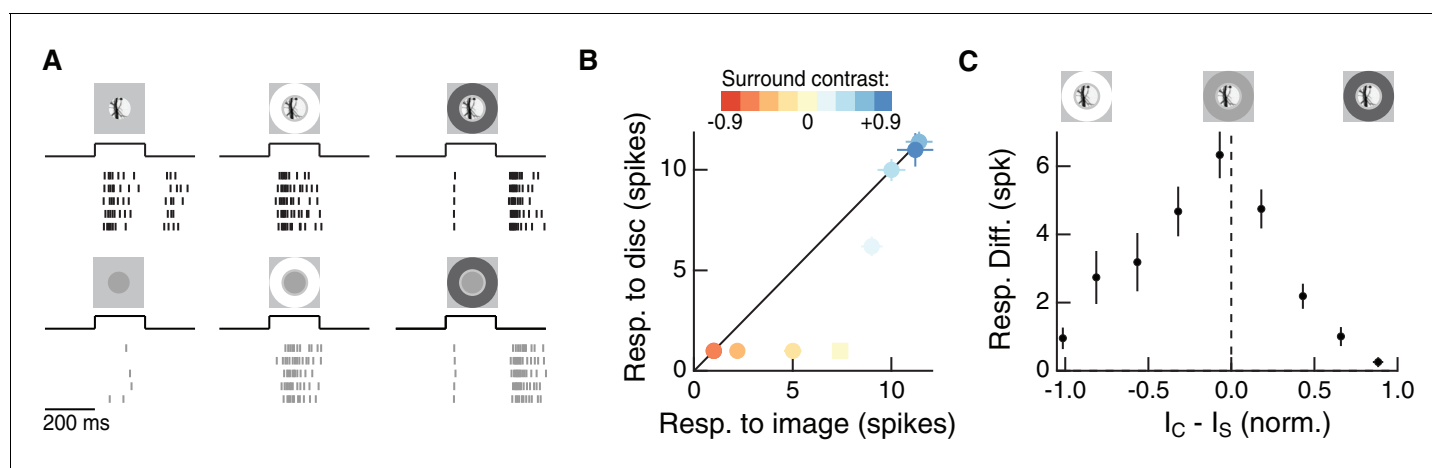 A
200 ms
B
Surround contrast:
-0.9 0 +0.9
Resp. to disc (spikes)
10
5
0
0 5 10
Resp. to image (spikes)
C
Resp. Diff. (spk)
6
4
2
0
-1.0 -0.5 0.0 0.5 1.0
I_C - I_S (norm.)